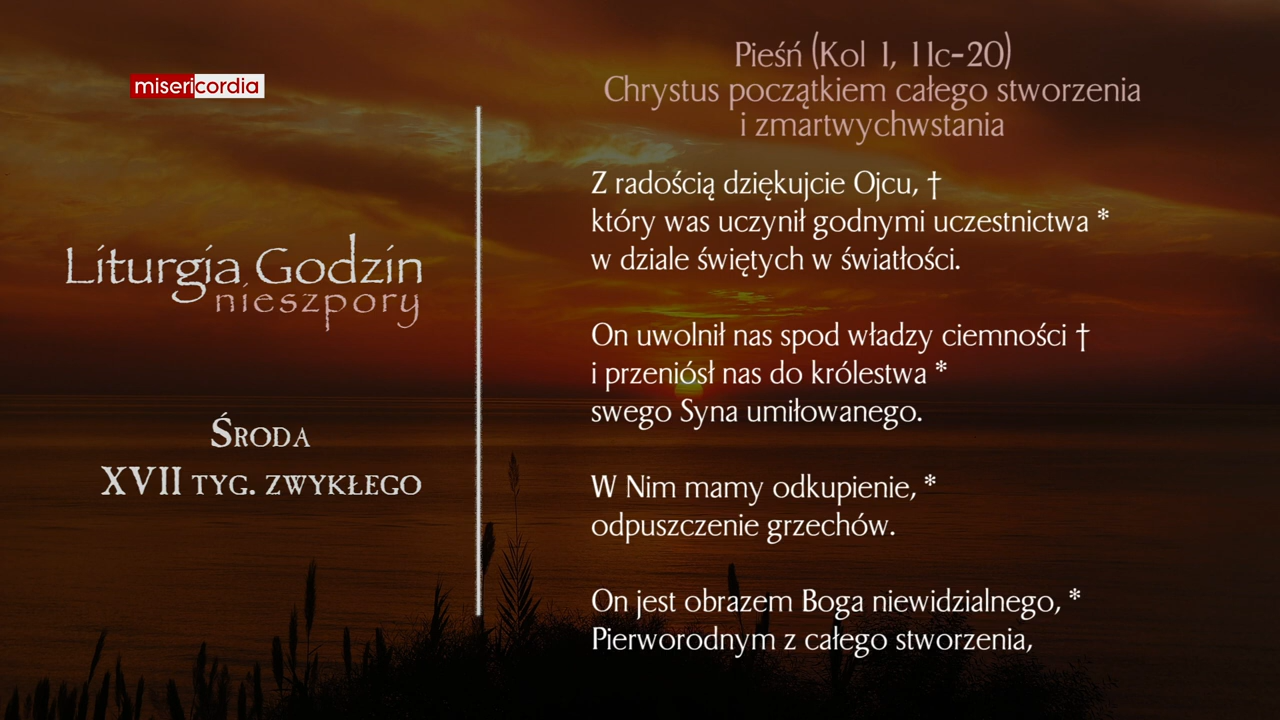 misericordia
Liturgia Godzin
nieszpory
Środa
XVII tyg. zwykłego
Pieśń (Kol 1, 11c-20)
Chrystus początkiem całego stworzenia
i zmartwychwstania
Z radością dziękujcie Ojcu, †
który was uczynił godnymi uczestnictwa *
w dziale świętych w światłości.
On uwolnił nas spod władzy ciemności †
i przeniósł nas do królestwa *
swego Syna umiłowanego.
W Nim mamy odkupienie, *
odpuszczenie grzechów.
On jest obrazem Boga niewidzialnego, *
Pierworodnym z całego stworzenia,